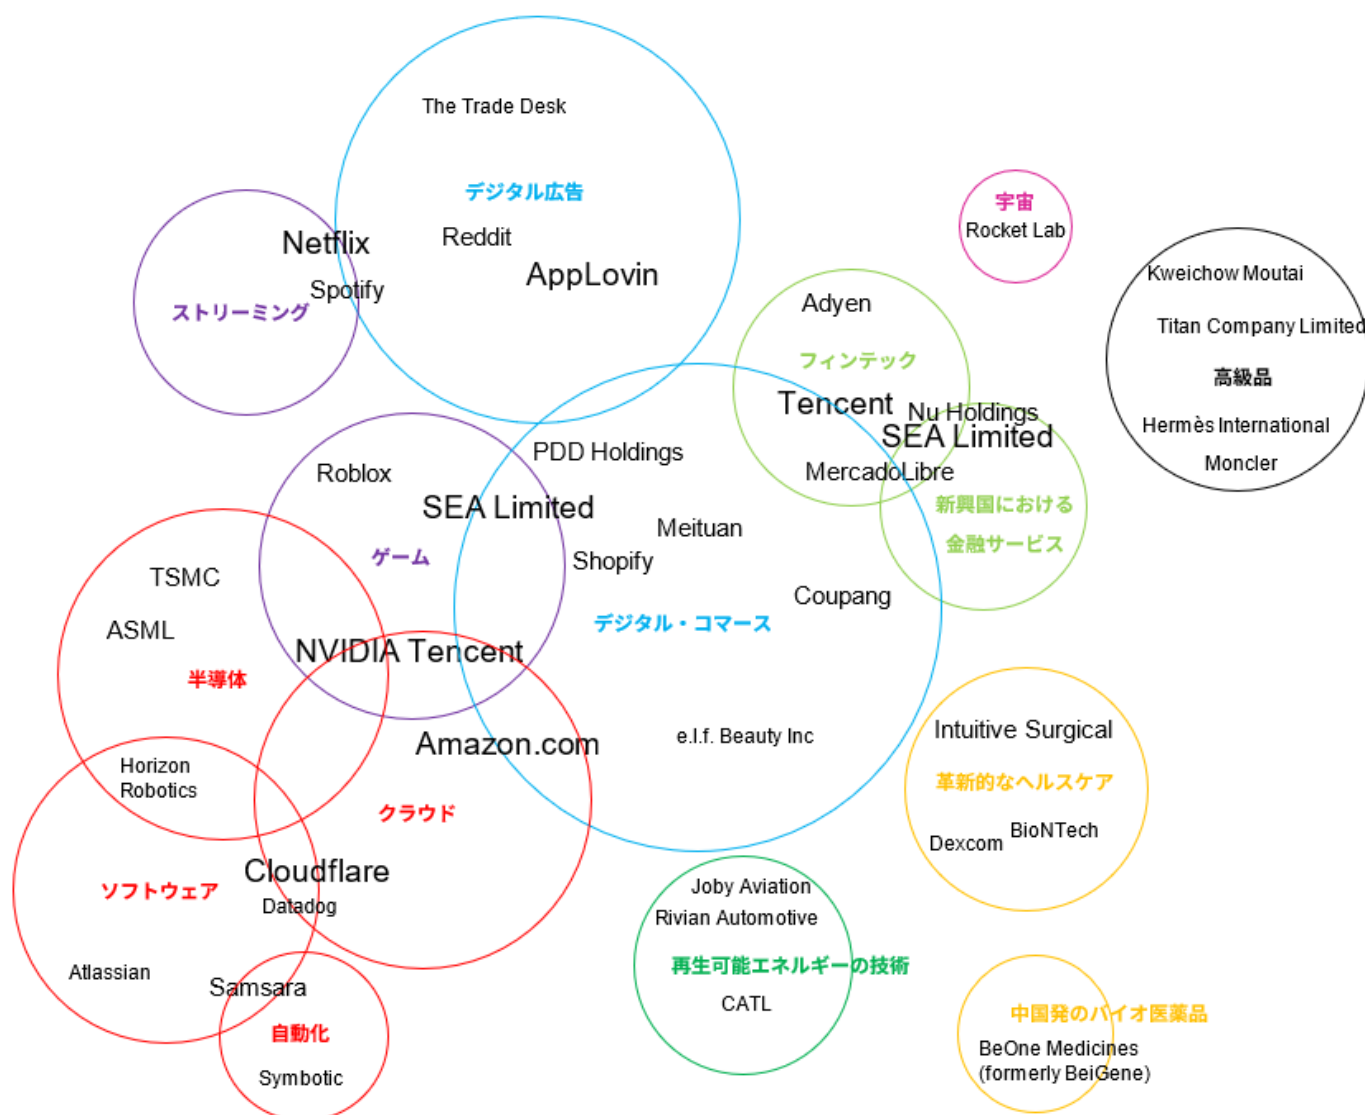 The Trade Desk
デジタル広告
Reddit
AppLovin
Netflix
Spotify
ストリーミング
宇宙
Rocket Lab
Kweichow Moutai
Titan Company Limited
高級品
Hermès International
Moncler
Adyen
フィンテック
Tencent
Nu Holdings
SEA Limited
MercadoLibre
新興国における
金融サービス
PDD Holdings
Roblox
SEA Limited
Meituan
ゲーム
Shopify
Coupang
デジタル・コマース
TSMC
ASML
半導体
NVIDIA Tencent
Amazon.com
e.l.f. Beauty Inc
Horizon
Robotics
クラウド
Cloudflare
Datadog
ソフトウェア
Atlassian
Samsara
自動化
Symbotic
Intuitive Surgical
革新的なヘルスケア
BioNTech
Dexcom
Joby Aviation
Rivian Automotive
再生可能エネルギーの技術
CATL
中国発のバイオ医薬品
BeOne Medicines
(formerly BeiGene)